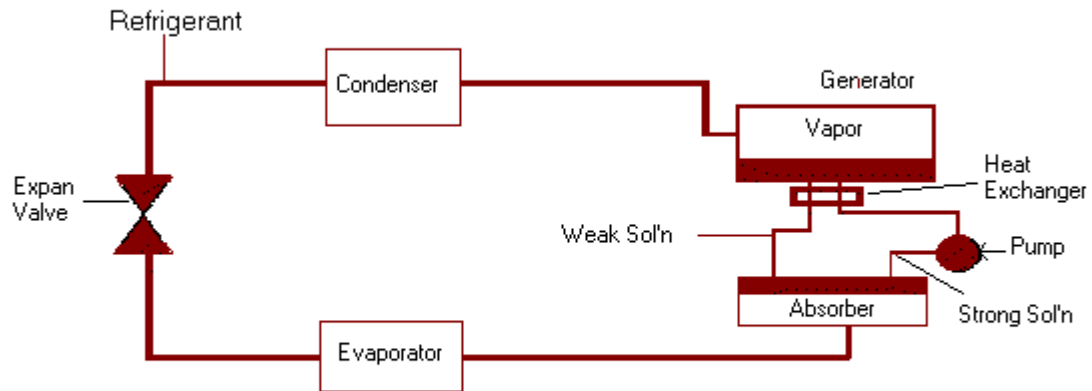 Refrigerant
Condenser
Generator
Vapor
Heat
Exchanger
Expan
Valve
Weak Sol'n
Pump
Absorber
Strong Sol'n
Evaporator